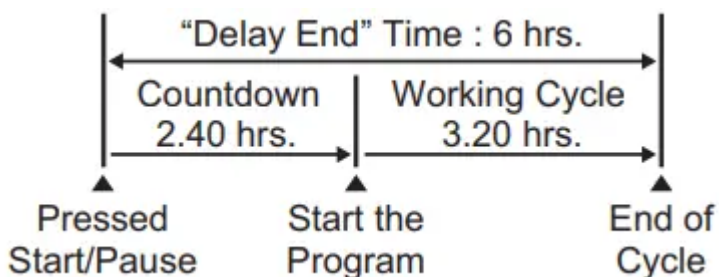 “Delay End” Time : 6 hrs.
Countdown
2.40 hrs.
Working Cycle
3.20 hrs.
Pressed
Start/Pause
Start the
Program
End of
Cycle